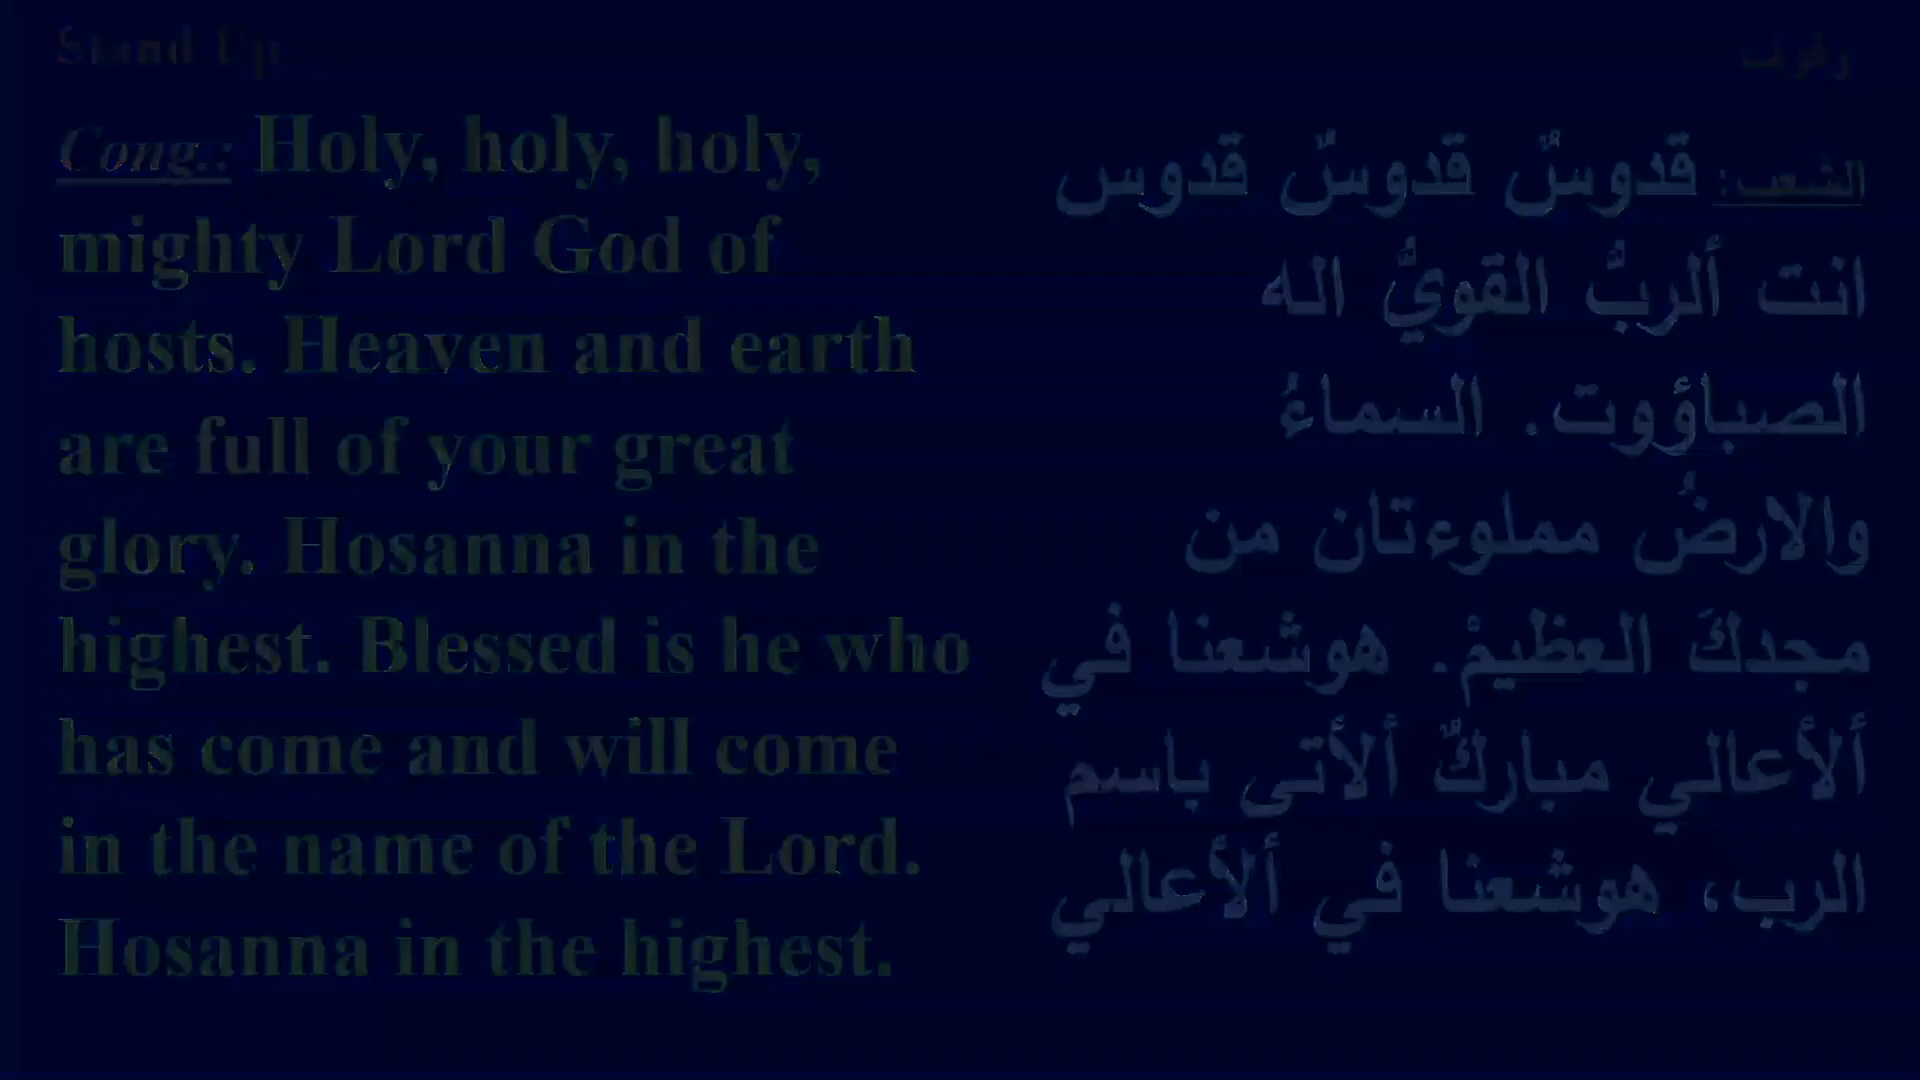 Stand Up
وقوف
Cong.: Holy, holy, holy,
mighty Lord God of
hosts. Heaven and earth
are full of your great
glory. Hosanna in the
highest. Blessed is he who
has come and will come
in the name of the Lord.
Hosanna in the highest.
الشعب: قدوسٌ قدوسٌ قدوس
انت ألربُّ القويُّ اله
الصباؤوت. السماءُ
والارضُ مملوءتان من
مجدكَ العظيمْ. هوشعنا في
ألأعالي مباركٌ ألأتى باسم
الرب، هوشعنا في ألأعالي